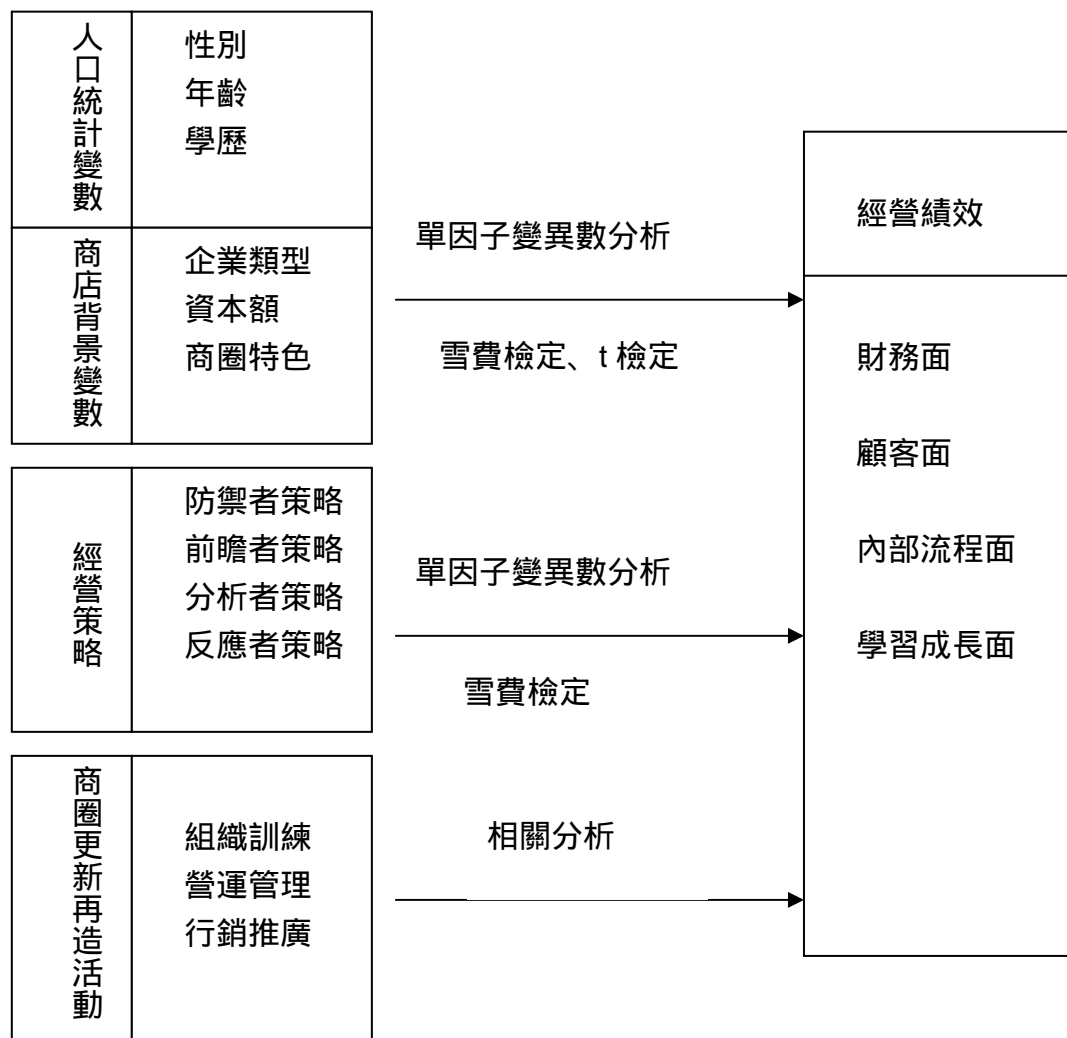 人口統計變數
性別
年齡
學歷
商店背景變數
企業類型
資本額
商圈特色
單因子變異數分析
雪費檢定、t 檢定
經營策略
防禦者策略
前瞻者策略
分析者策略
反應者策略
單因子變異數分析
雪費檢定
商圈更新再造活動
組織訓練
營運管理
行銷推廣
相關分析
經營績效
財務面
顧客面
內部流程面
學習成長面